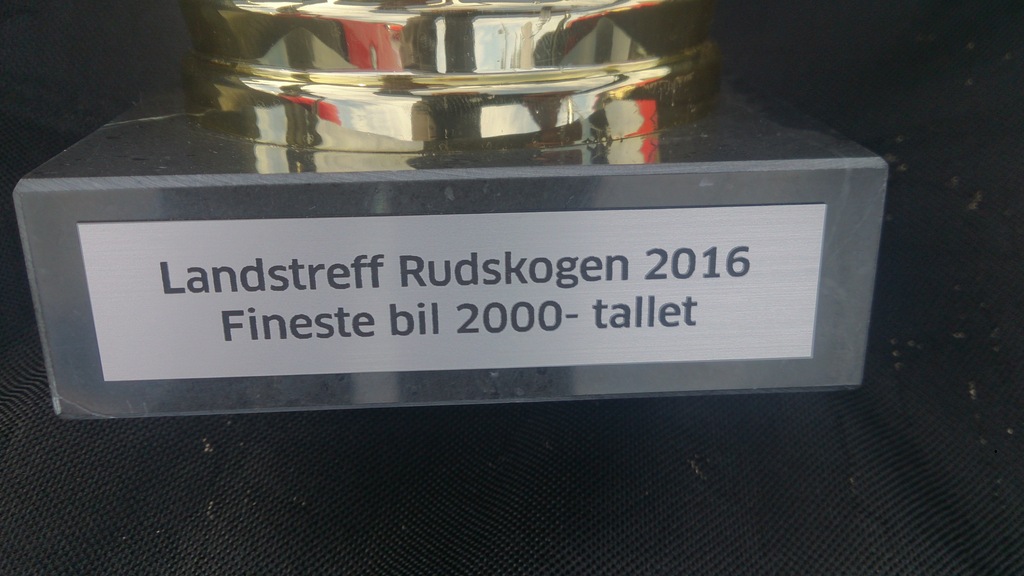 Landstreff Rudskogen 2016
Fineste bil 2000- tallet